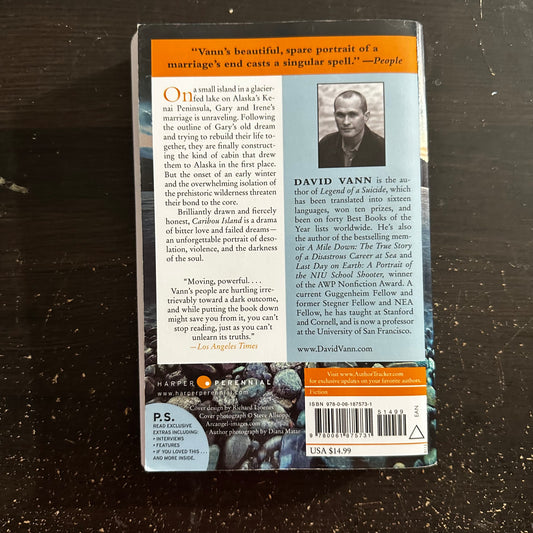 “Vann’s beautiful, spare portrait of a
marriage’s end casts a singular spell.” —People
On a small island in a glacier-
fed lake on Alaska’s Ke-
nai Peninsula, Gary and Irene’s
marriage is unraveling. Following
the outline of Gary’s old dream
and trying to rebuild their life to-
gether, they are finally constructing
the kind of cabin that drew
them to Alaska in the first place.
But the onset of an early winter
and the overwhelming isolation of
the prehistoric wilderness threaten
their bond to the core.
Brilliantly drawn and fiercely
honest, Caribou Island is a drama
of bitter love and failed dreams—
an unforgettable portrait of deso-
lation, violence, and the darkness
of the soul.
“Moving, powerful. . . .
Vann’s people are hurtling irre-
trievably toward a dark outcome,
and while putting the book down
might save you from it, you can’t
stop reading, just as you can’t
unlearn its truths.”
—Los Angeles Times
DAVID VANN is the au-
thor of Legend of a Suicide, which
has been translated into sixteen
languages, won ten prizes, and
been on forty Best Books of the
Year lists worldwide. He’s also
the author of the bestselling mem-
oir A Mile Down: The True Story
of a Disastrous Career at Sea and
Last Day on Earth: A Portrait of
the NIU School Shooter, winner
of the AWP Nonfiction Award. A
current Guggenheim Fellow and
former Stegner Fellow and NEA
Fellow, he has taught at Stanford
and Cornell, and is now a professor
at the University of San Francisco.
www.DavidVann.com
HARPER PERENNIAL
www.harperperennial.com
Cover design by Richard Ljoenes
Cover photograph © Steve Allsopp,
Arcangel-images.com
Author photograph by Diana Matar
P.S.
READ EXCLUSIVE
EXTRAS INCLUDING:
• INTERVIEWS
• FEATURES
• IF YOU LOVED THIS . . .
AND MORE INSIDE.
Visit www.AuthorTracker.com
for exclusive updates on your favorite authors.
Fiction
ISBN 978-0-06-187573-1
51499
9 780061 875731
EAN
USA $14.99